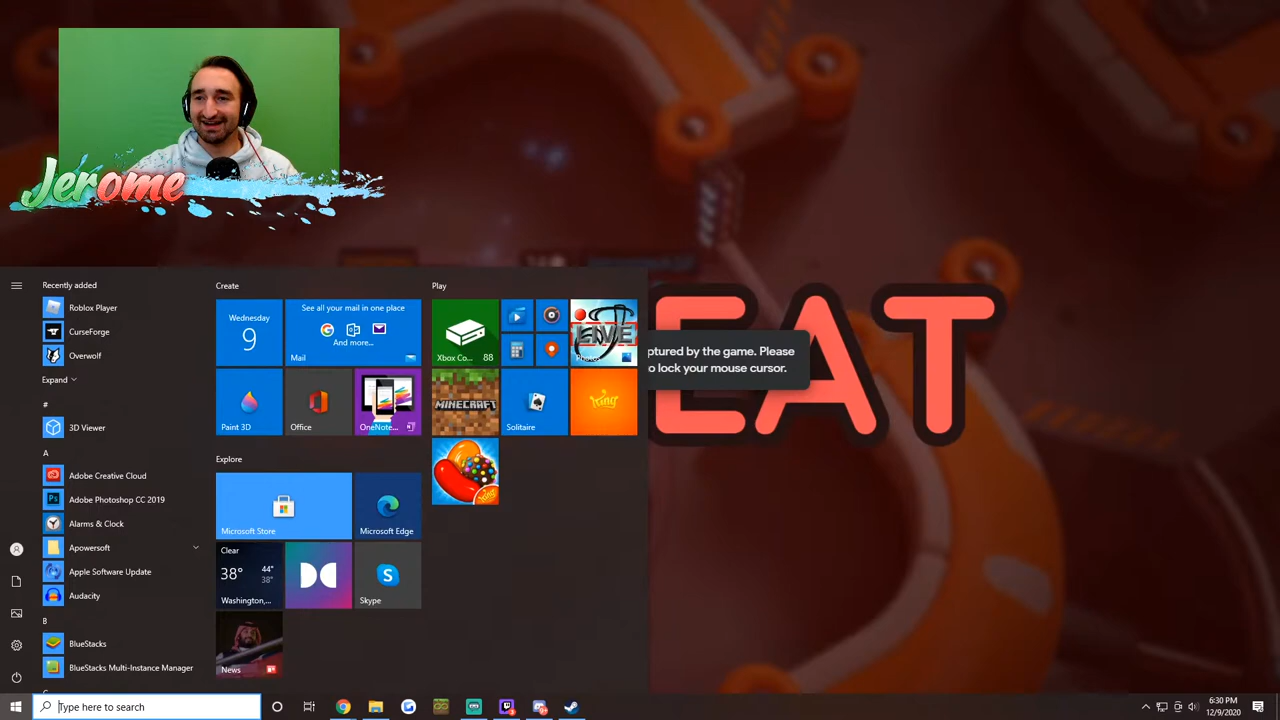 Jerome
EAT
ptured by the game. Please
o lock your mouse cursor.
Recently added
Roblox Player
CurseForge
Overwolf
Expand
#
3D Viewer
A
Adobe Creative Cloud
Adobe Photoshop CC 2019
Alarms & Clock
Apowersoft
Apple Software Update
Audacity
B
BlueStacks
BlueStacks Multi-Instance Manager
Create
Wednesday
9
See all your mail in one place
And more...
Mail
Paint 3D
Office
OneNote...
Explore
Microsoft Store
Microsoft Edge
Clear
38°
44°
38°
Washington,...
Skype
News
Play
Xbox Co...
88
LIVE
Photos
MINECRAFT
Solitaire
King
King
Type here to search
6:30 PM
12/9/2020